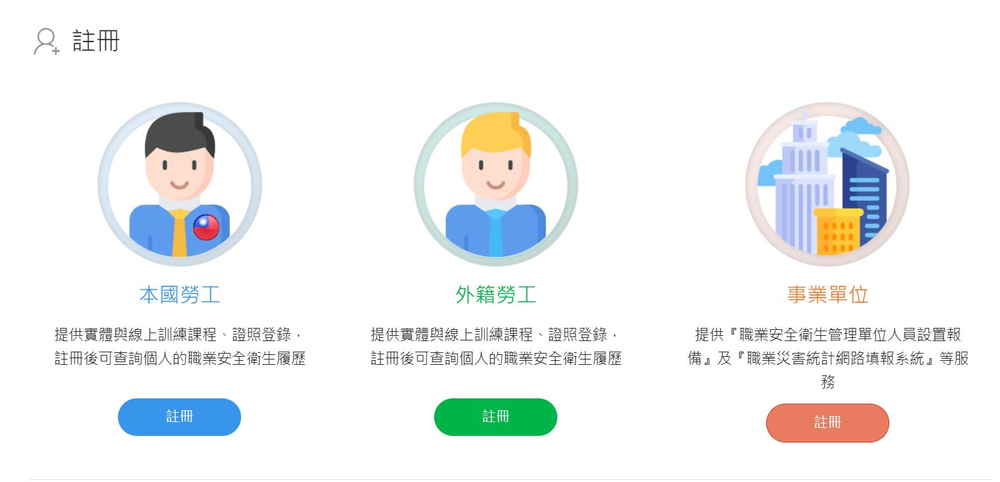 註冊
本國勞工
提供實體與線上訓練課程、證照登錄，
註冊後可查詢個人的職業安全衛生履歷
註冊
外籍勞工
提供實體與線上訓練課程、證照登錄，
註冊後可查詢個人的職業安全衛生履歷
註冊
事業單位
提供『職業安全衛生管理單位人員設置報
備』及『職業災害統計網路填報系統』等服
務
註冊